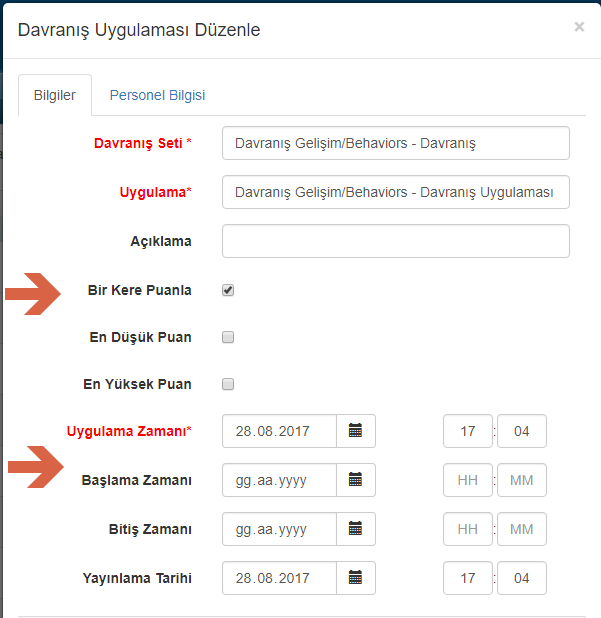 Davranış Uygulaması Düzenle ×
Bilgiler Personel Bilgisi
Davranış Seti * Davranış Gelişim/Behaviors - Davranış
Uygulama* Davranış Gelişim/Behaviors - Davranış Uygulaması
Açıklama
Bir Kere Puanla
En Düşük Puan
En Yüksek Puan
Uygulama Zamanı* 28.08.2017 17 : 04
Başlama Zamanı gg.aa.yyyy HH : MM
Bitiş Zamanı gg.aa.yyyy HH : MM
Yayınlama Tarihi 28.08.2017 17 : 04